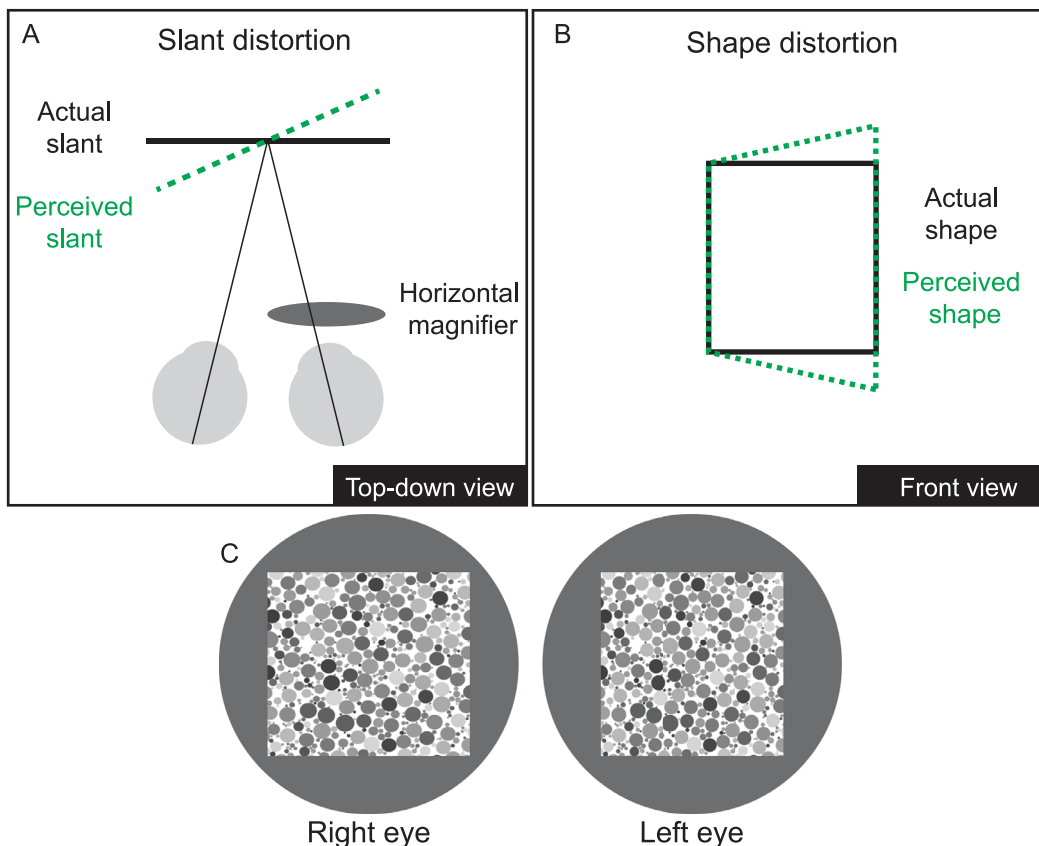 A
Slant distortion
Actual
slant
Perceived
slant
Horizontal
magnifier
Top-down view
B
Shape distortion
Actual
shape
Perceived
shape
Front view
C
Right eye
Left eye